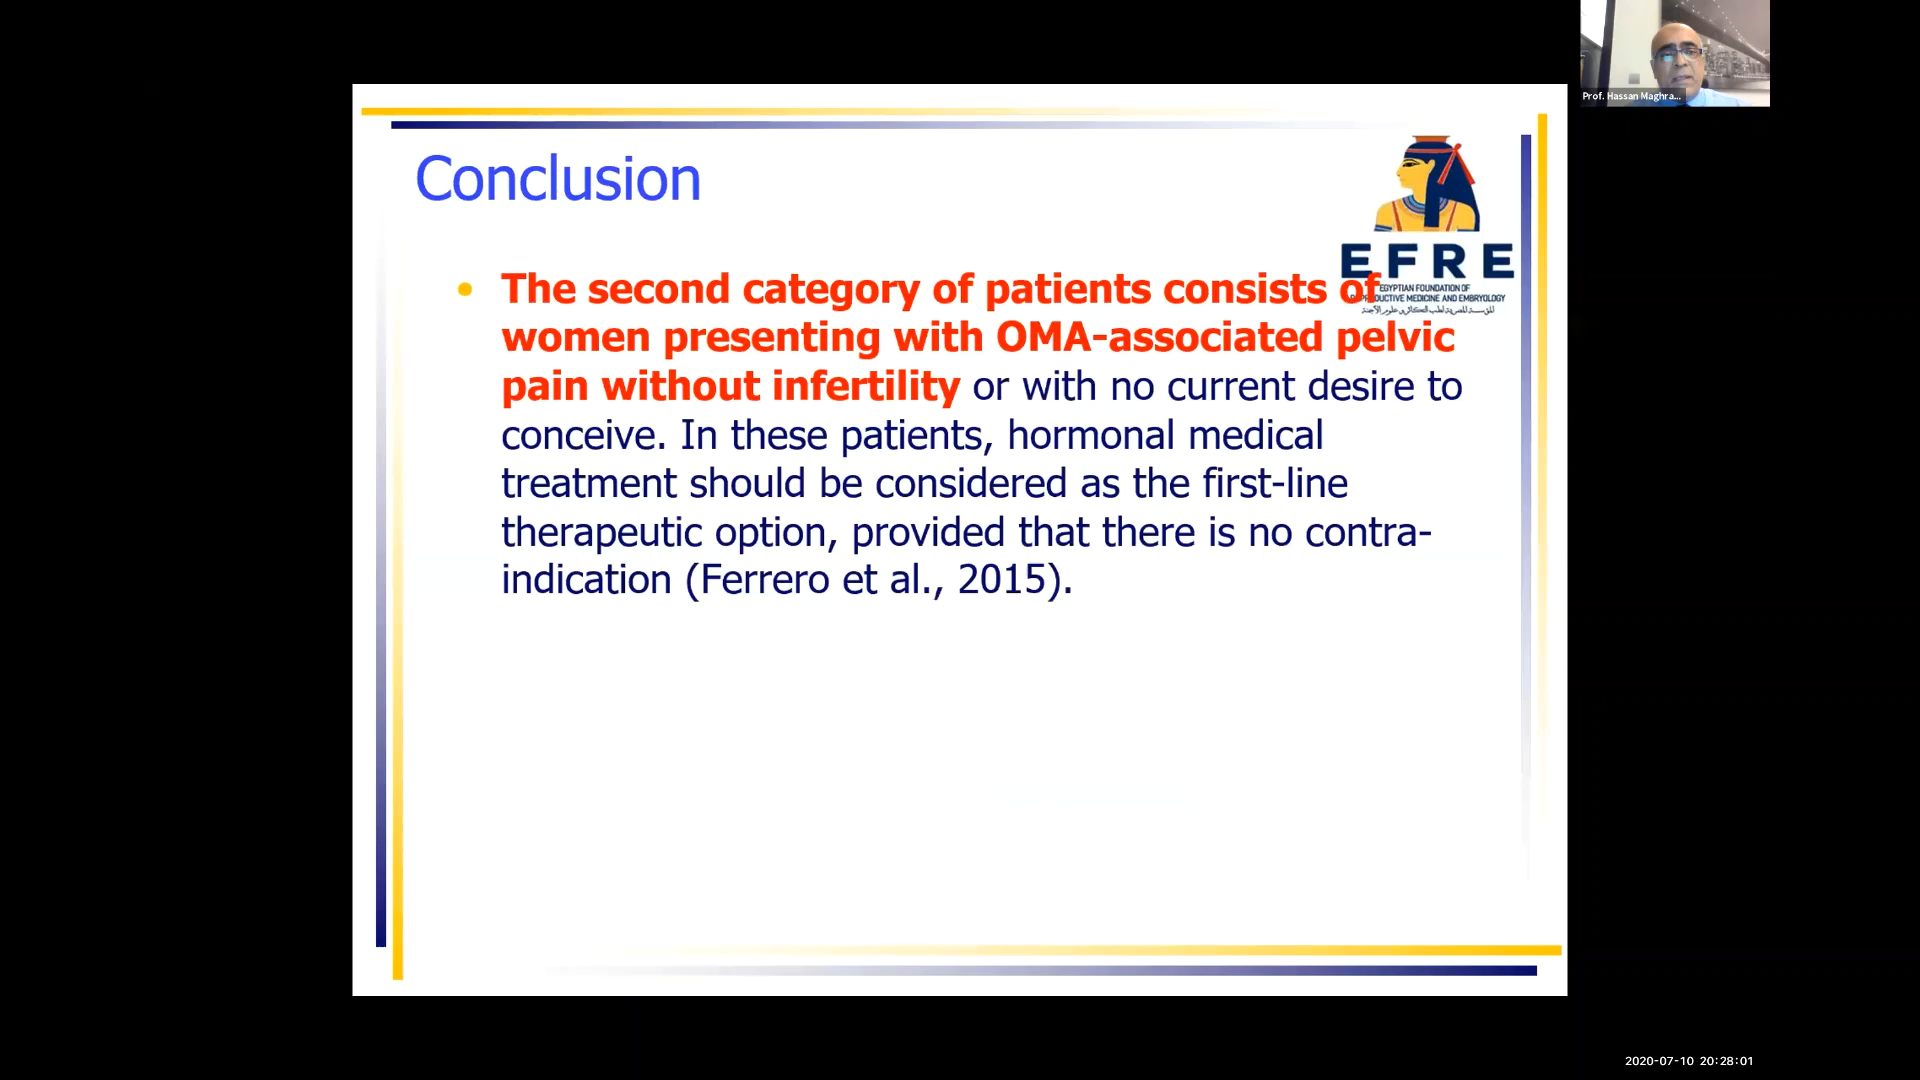 Prof. Hassan Maghra...
Conclusion
EFRE
EGYPTIAN FOUNDATION OF
REPRODUCTIVE MEDICINE AND EMBRYOLOGY
• The second category of patients consists of
women presenting with OMA-associated pelvic
pain without infertility or with no current desire to
conceive. In these patients, hormonal medical
treatment should be considered as the first-line
therapeutic option, provided that there is no contra-
indication (Ferrero et al., 2015).
2020-07-10 20:28:01